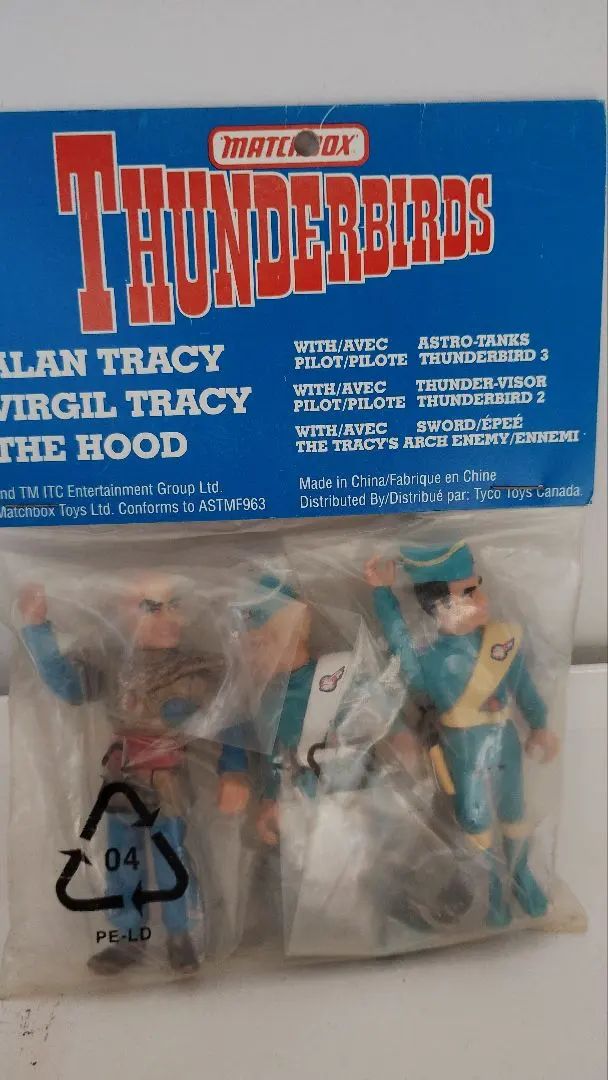 MATCHBOX
THUNDERBIRDS
ALAN TRACY
WITH/AVEC ASTRO-TANKS
PILOT/PILOTE THUNDERBIRD 3
VIRGIL TRACY
WITH/AVEC THUNDER-VISOR
PILOT/PILOTE THUNDERBIRD 2
THE HOOD
WITH/AVEC SWORD/ÉPEÉ
THE TRACY'S ARCH ENEMY/ENNEMI
TM ITC Entertainment Group Ltd.
Matchbox Toys Ltd. Conforms to ASTMF963
Made in China/Fabrique en Chine
Distributed By/Distribué par: Tyco Toys Canada.
04
PE-LD